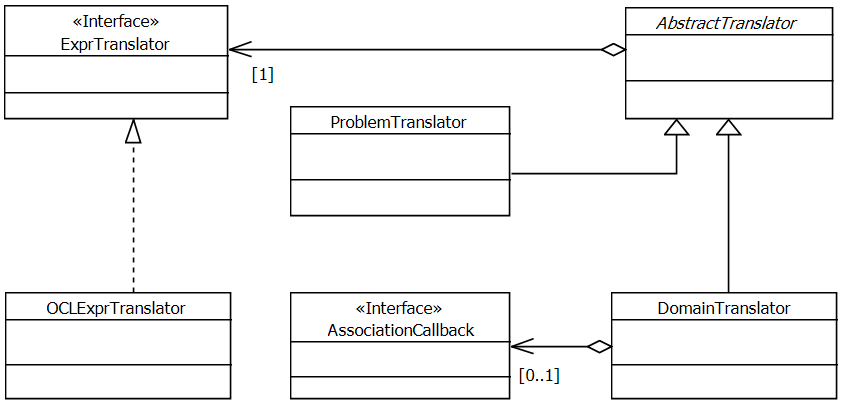 «Interface»
ExprTranslator
AbstractTranslator
[1]
ProblemTranslator
OCLExprTranslator
«Interface»
AssociationCallback
DomainTranslator
[0..1]